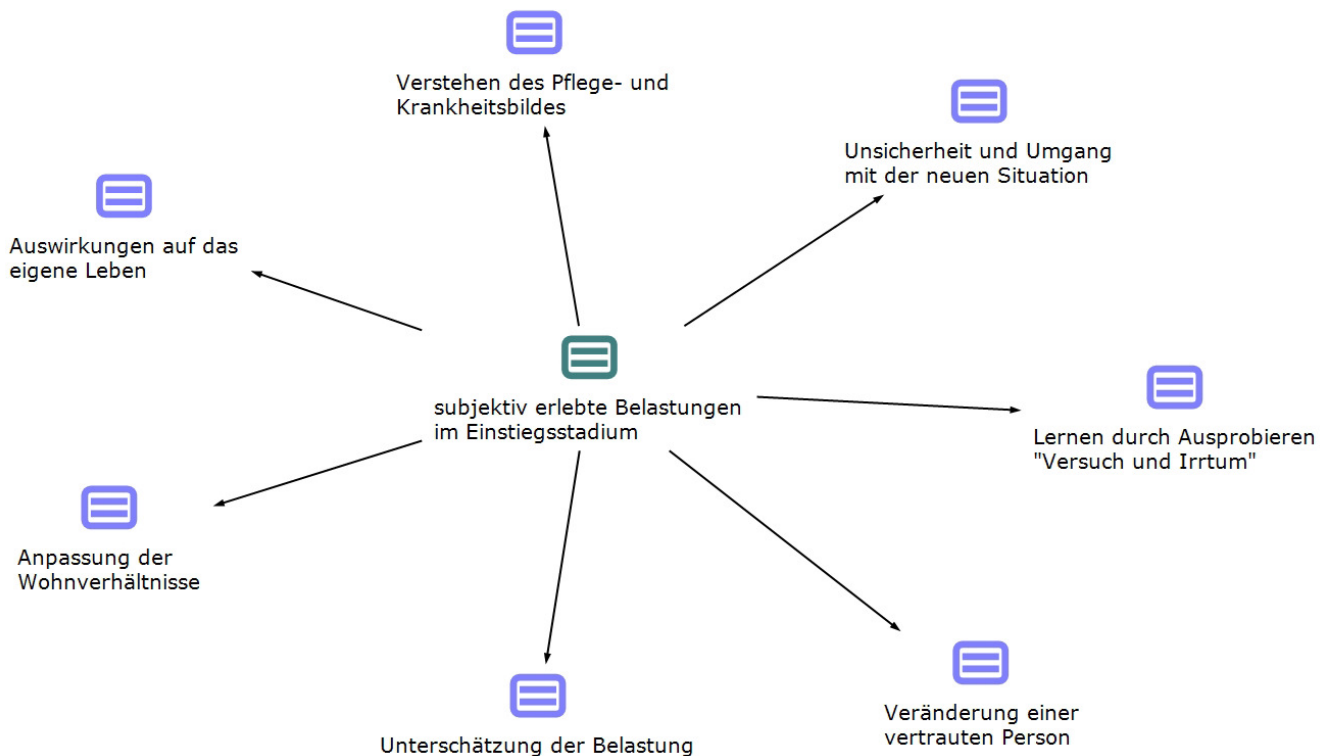 Verstehen des Pflege- und
Krankheitsbildes
Unsicherheit und Umgang
mit der neuen Situation
Auswirkungen auf das
eigene Leben
subjektiv erlebte Belastungen
im Einstiegsstadium
Lernen durch Ausprobieren
"Versuch und Irrtum"
Anpassung der
Wohnverhältnisse
Veränderung einer
vertrauten Person
Unterschätzung der Belastung